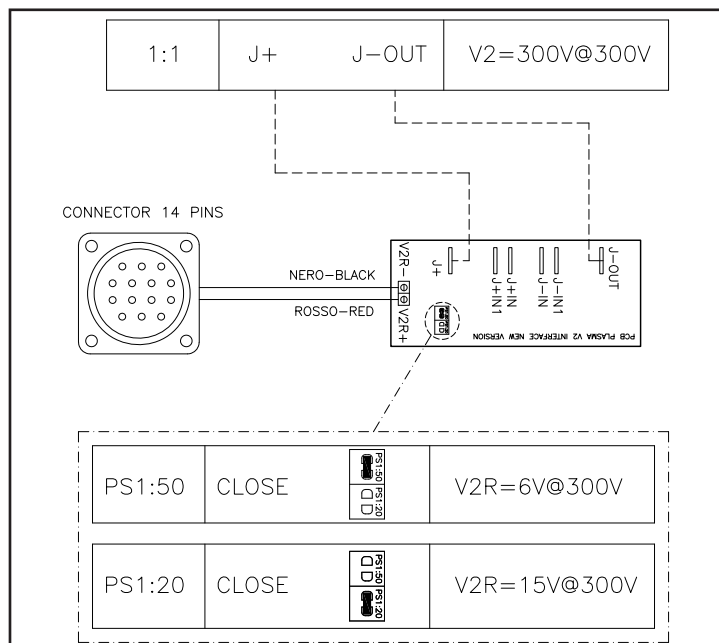 1:1 J+ J-OUT V2=300V@300V
CONNECTOR 14 PINS
NERO-BLACK
ROSSO-RED
V2R-
V2R+
J+
J+IN1
J+IN
J-IN
J-IN1
J-OUT
PCB PLASMA V2 INTERFACE NEW VERSION
PS1:50 CLOSE PS1:50 PS1:20 V2R=6V@300V
PS1:20 CLOSE PS1:50 PS1:20 V2R=15V@300V